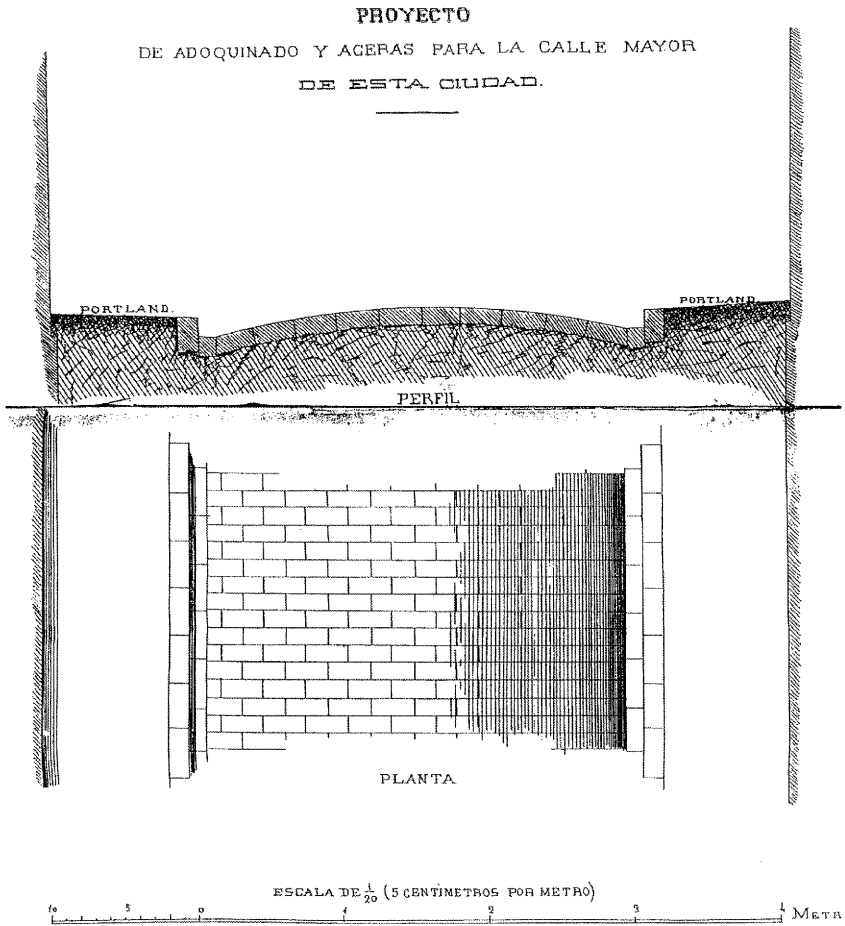 PROYECTO
DE ADOQUINADO Y ACERAS PARA LA CALLE MAYOR
DE ESTA CIUDAD.
PORTLAND.
PORTLAND
PERFIL
PLANTA
ESCALA DE 1/20 (5 CENTÍMETROS POR METRO)
10 5 0 1 2 3 4 METR